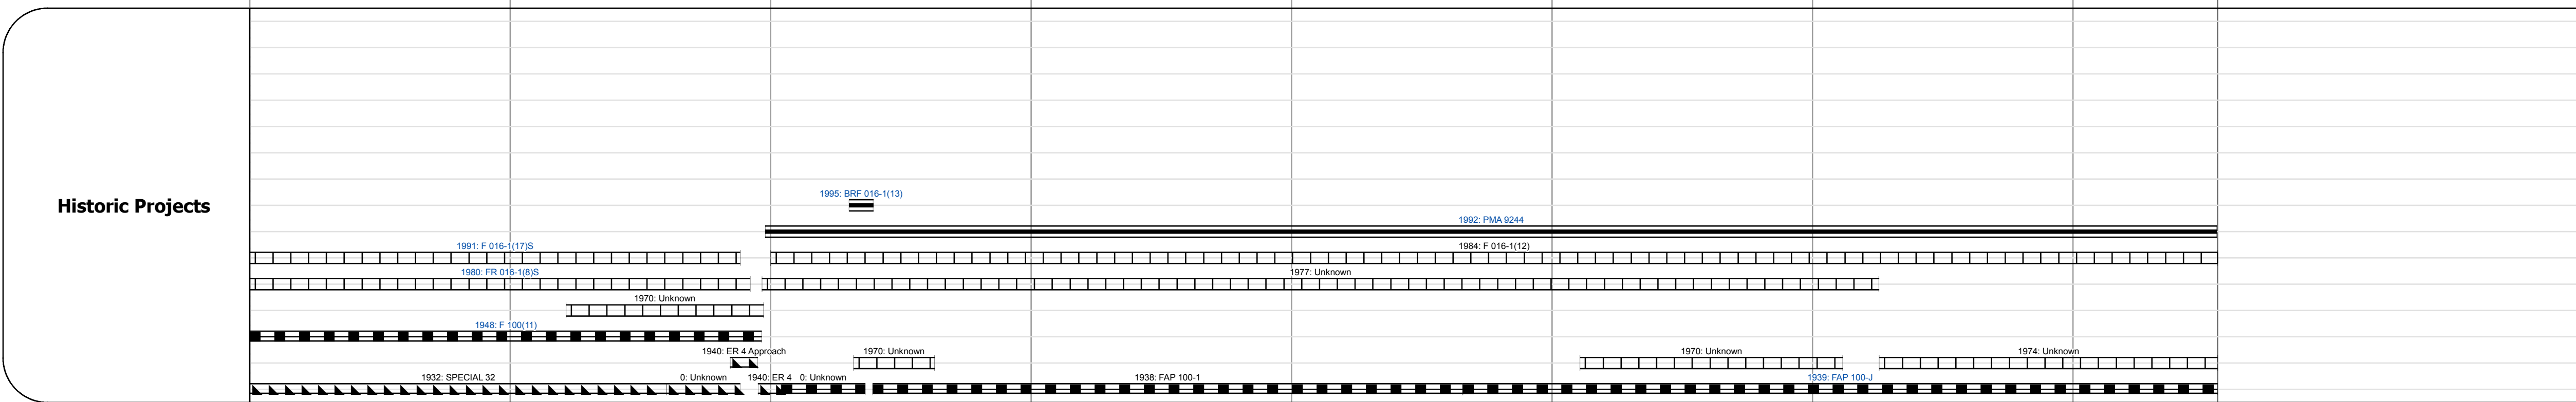 1995: BRF 016-1(13)
Historic Projects
1992: PMA 9244
1991: F 016-1(17)S
1984: F 016-1(12)
1980: FR 016-1(8)S
1977: Unknown
1970: Unknown
1948: F 100(11)
1940: ER 4 Approach
1970: Unknown
1970: Unknown
1974: Unknown
1932: SPECIAL 32
0: Unknown
1940: ER 4
0: Unknown
1938: FAP 100-1
1939: FAP 100-J